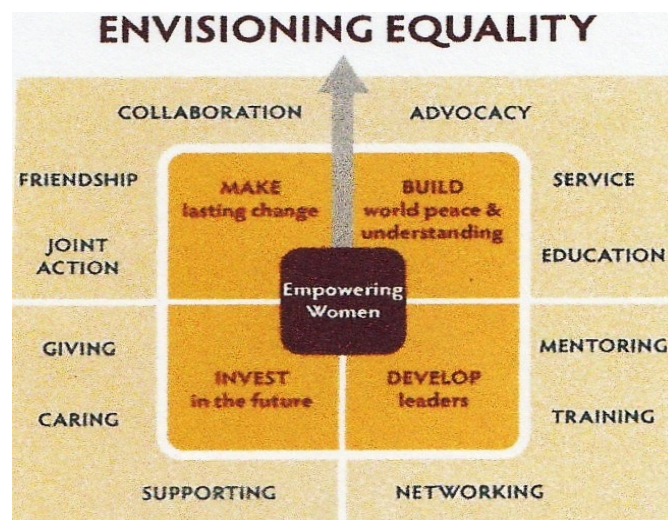 ENVISIONING EQUALITY
COLLABORATION
ADVOCACY
FRIENDSHIP
MAKE
lasting change
BUILD
world peace &
understanding
SERVICE
JOINT
ACTION
EDUCATION
Empowering
Women
GIVING
MENTORING
INVEST
in the future
DEVELOP
leaders
CARING
TRAINING
SUPPORTING
NETWORKING